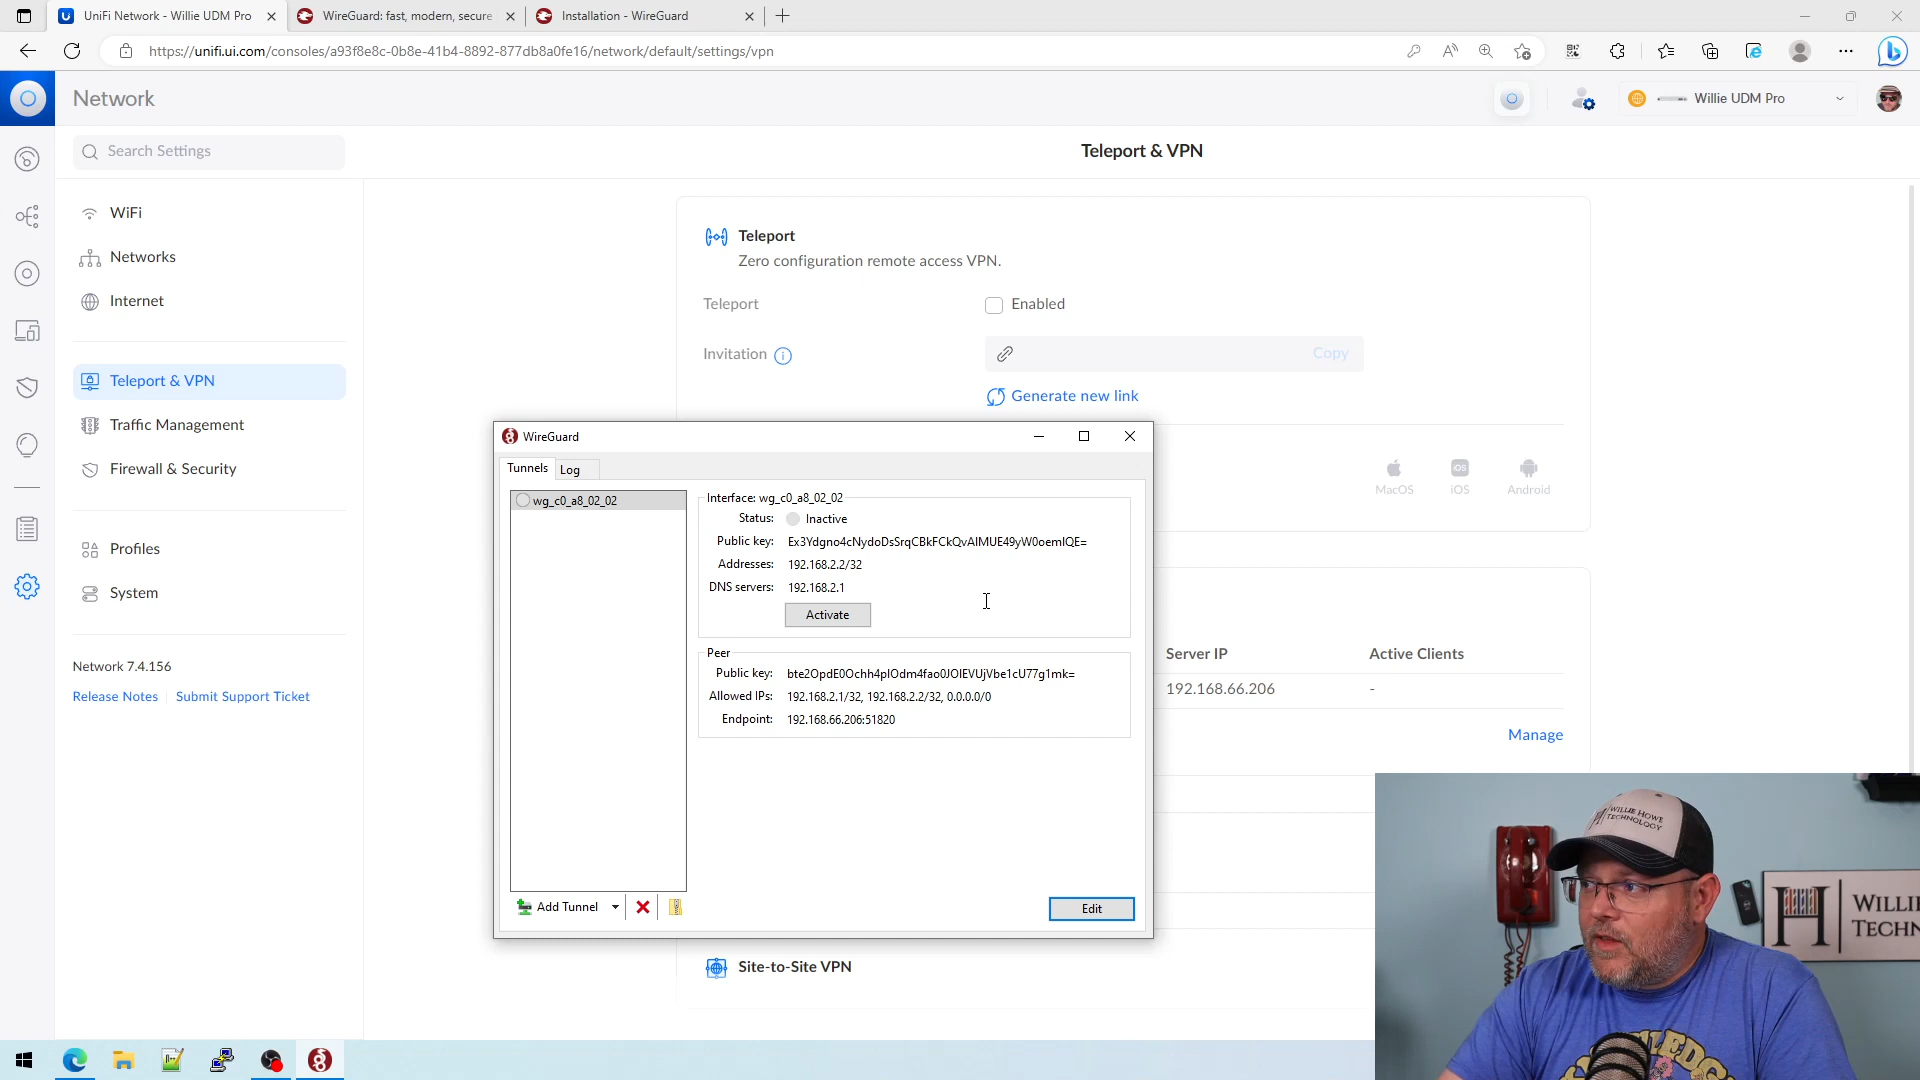 UniFi Network - Willie UDM Pro
WireGuard: fast, modern, secure
Installation - WireGuard
https://unifi.ui.com/consoles/a93f8e8c-0b8e-41b4-8892-877db8a0fe16/network/default/settings/vpn
Network
Willie UDM Pro
Search Settings
Teleport & VPN
WiFi
Networks
Internet
Teleport & VPN
Traffic Management
Firewall & Security
Profiles
System
Network 7.4.156
Release Notes
Submit Support Ticket
Teleport
Zero configuration remote access VPN.
Teleport
Enabled
Invitation
Copy
Generate new link
MacOS
iOS
Android
WireGuard
Tunnels
Log
wg_c0_a8_02_02
Interface: wg_c0_a8_02_02
Status: Inactive
Public key: Ex3Ydgno4cNydoDsSrqCBkFCkQvAIMUE49yW0oemIQE=
Addresses: 192.168.2.2/32
DNS servers: 192.168.2.1
Activate
Peer
Public key: bte2OpdE0Ochh4plOdm4fao0JOlEVUjVbe1cU77g1mk=
Allowed IPs: 192.168.2.1/32, 192.168.2.2/32, 0.0.0.0/0
Endpoint: 192.168.66.206:51820
Add Tunnel
Edit
Server IP
Active Clients
192.168.66.206
-
Manage
Site-to-Site VPN
WILLIE HOWE
TECHNOLOGY
WILLIE
TECHN